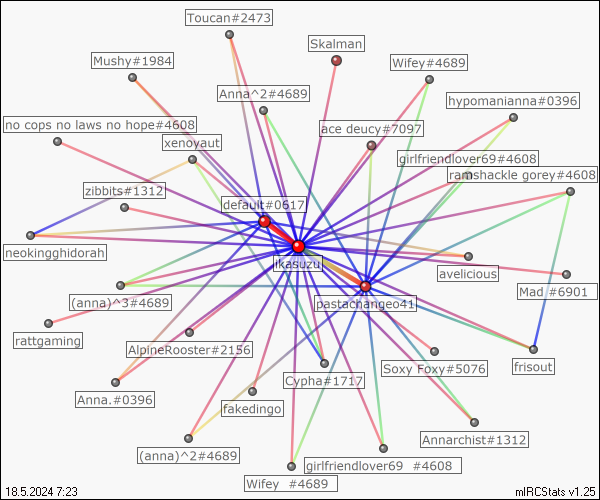 Toucan#2473
Skalman
Mushy#1984
Wifey#4689
Anna^2#4689
hypomanianna#0396
no cops no laws no hope#4608
ace deucy#7097
xenoyaut
girlfriendlover69#4608
ramshackle gorey#4608
zibbits#1312
default#0617
neokingghidorah
ikasuzu
avelicious
(anna)^3#4689
pastachangeo41
Mad #6901
rattgaming
AlpineRooster#2156
Soxy Foxy#5076
frisout
Cypha#1717
Anna.#0396
fakedingo
Annarchist#1312
(anna)^2#4689
girlfriendlover69 #4608
Wifey #4689
18.5.2024 7:23
mIRCStats v1.25